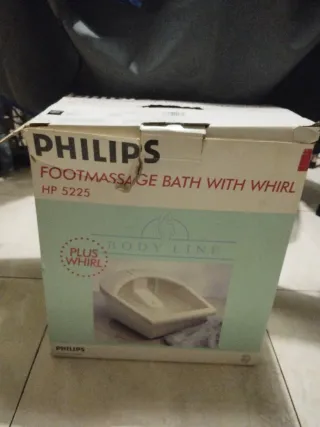 PHILIPS
FOOTMASSAGE BATH WITH WHIRL
HP 5225
BODY LINE
PLUS
WHIRL
PHILIPS